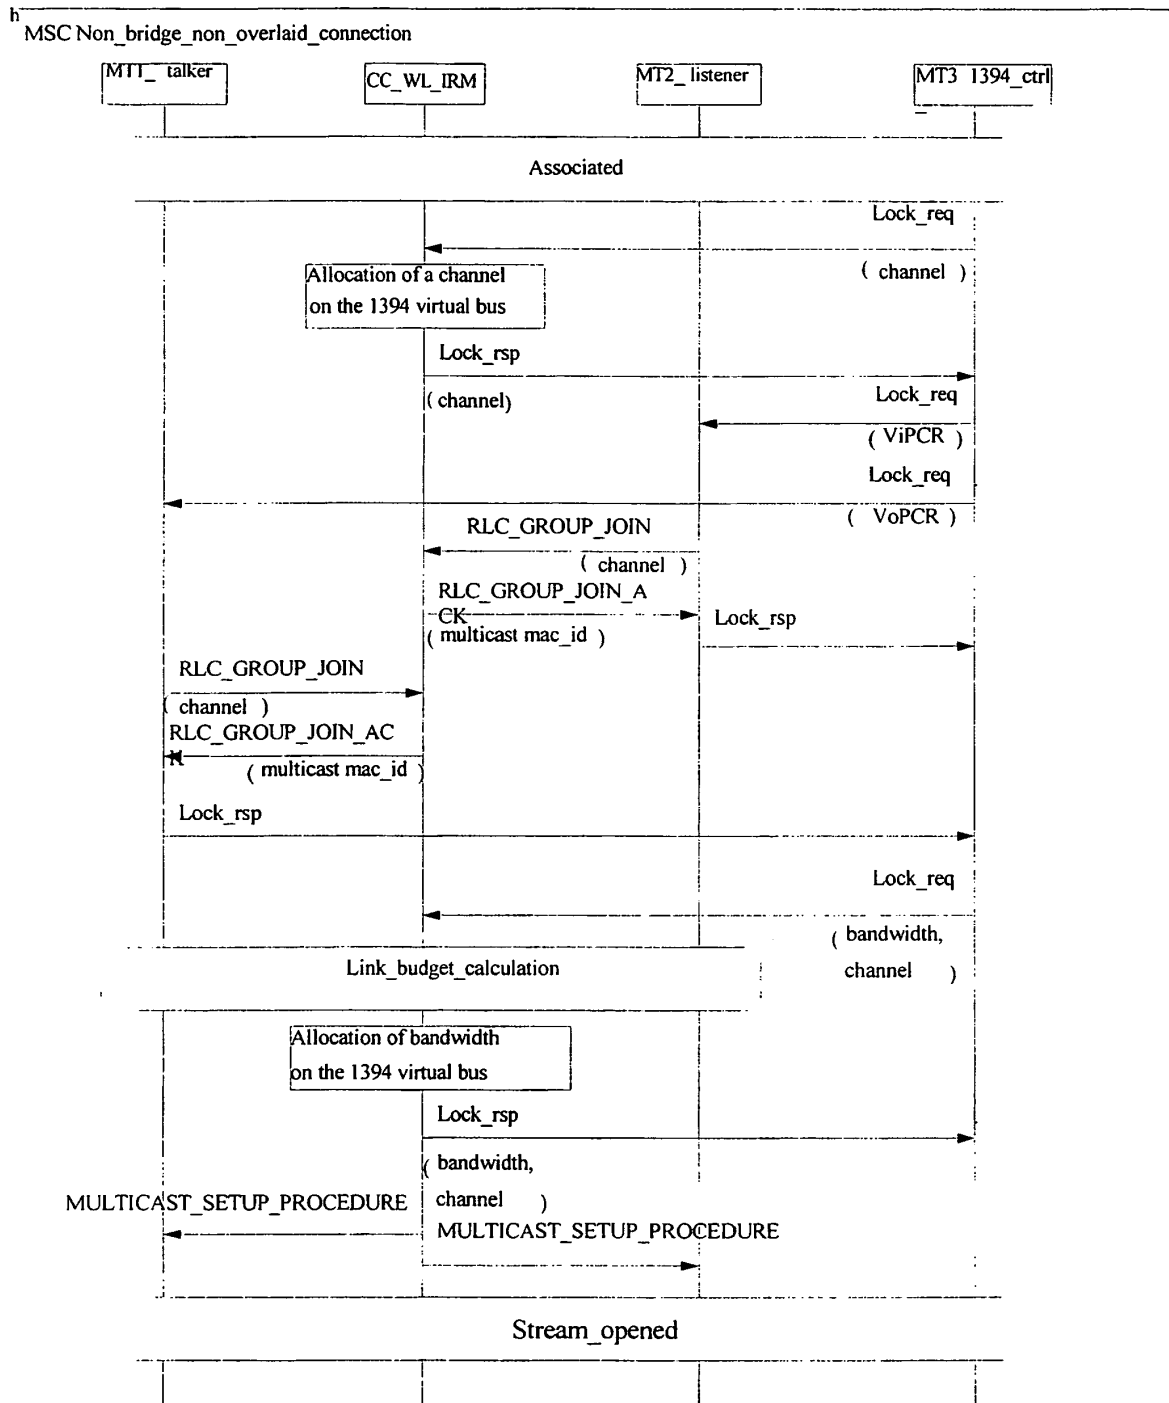 h
MSC Non_bridge_non_overlaid_connection
MT1_ talker
CC_WL_IRM
MT2_ listener
MT3 1394_ctrl
_
Associated
Lock_req
( channel )
Allocation of a channel
on the 1394 virtual bus
Lock_rsp
( channel)
Lock_req
( ViPCR )
Lock_req
( VoPCR )
RLC_GROUP_JOIN
( channel )
RLC_GROUP_JOIN_A
CK
( multicast mac_id )
Lock_rsp
RLC_GROUP_JOIN
( channel )
RLC_GROUP_JOIN_AC
K
( multicast mac_id)
Lock_rsp
Lock_req
( bandwidth,
channel )
Link_budget_calculation
Allocation of bandwidth
on the 1394 virtual bus
Lock_rsp
( bandwidth,
channel )
MULTICAST_SETUP_PROCEDURE
MULTICAST_SETUP_PROCEDURE
Stream_opened